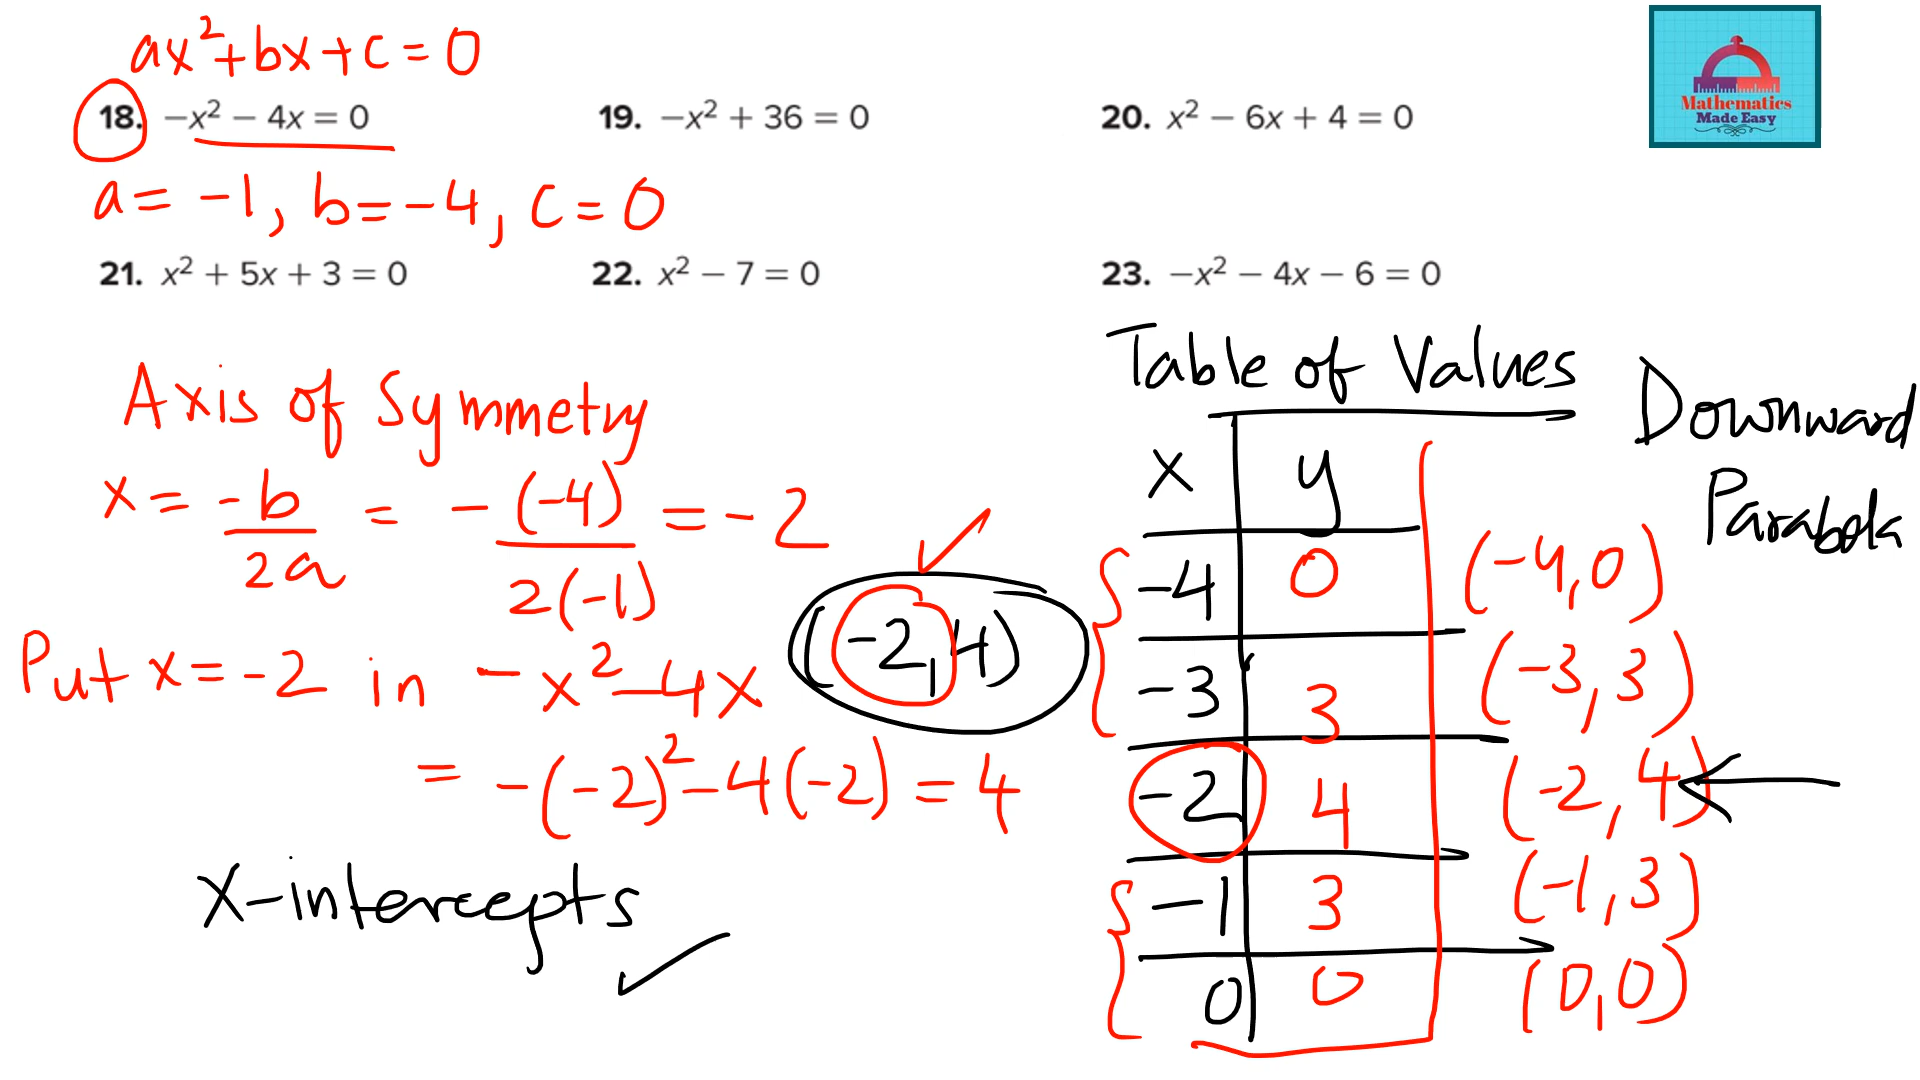 ax²+bx+c=0
18. −x² − 4x = 0
19. −x² + 36 = 0
20. x² − 6x + 4 = 0
Mathematics
Made Easy
a = -1, b = -4, c = 0
21. x² + 5x + 3 = 0
22. x² − 7 = 0
23. −x² − 4x − 6 = 0
Axis of Symmetry
x = -b/2a = -(-4)/2(-1) = -2
(-2,4)
Put x = -2 in -x²-4x
= -(-2)²-4(-2) = 4
X-intercepts
Table of Values
Downward
Parabola
x y
-4 0 (-4,0)
-3 3 (-3,3)
-2 4 (-2,4)
-1 3 (-1,3)
0 0 (0,0)